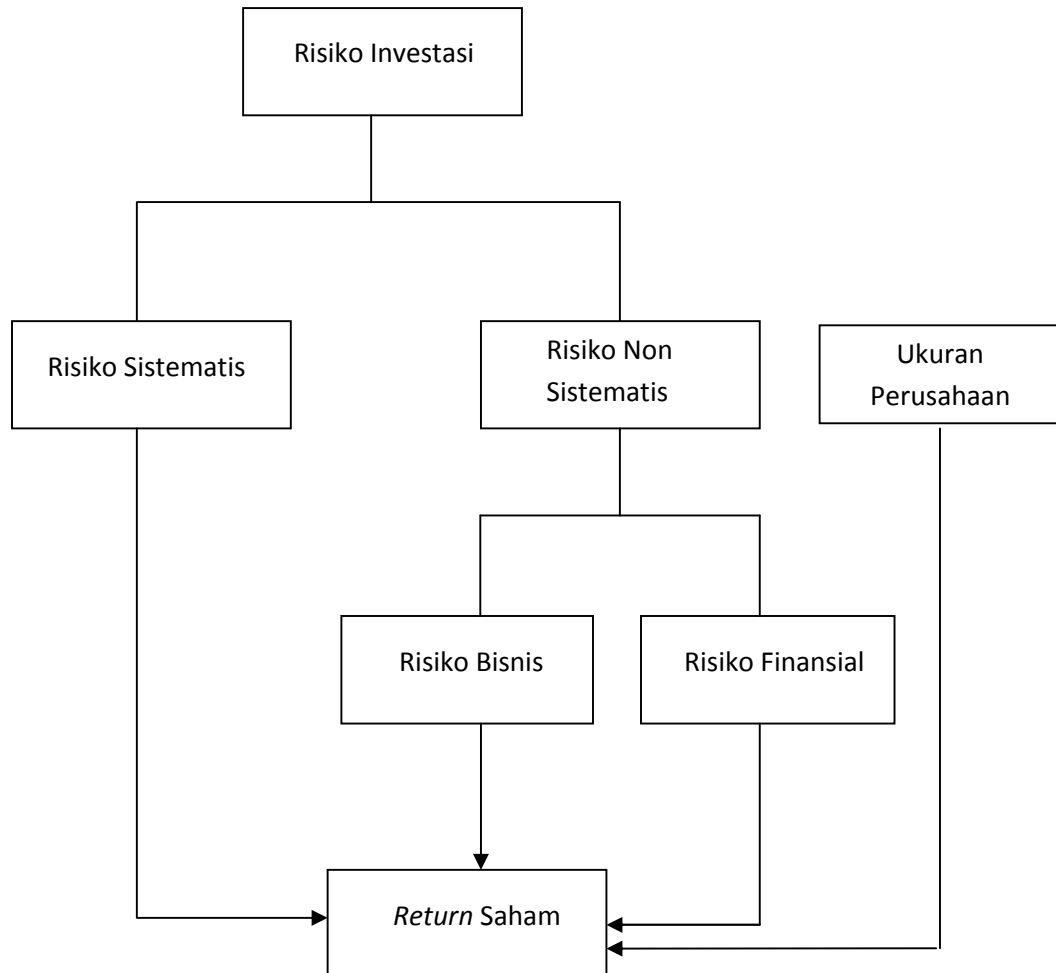 Risiko Investasi
Risiko Sistematis
Risiko Non
Sistematis
Ukuran
Perusahaan
Risiko Bisnis
Risiko Finansial
Return Saham